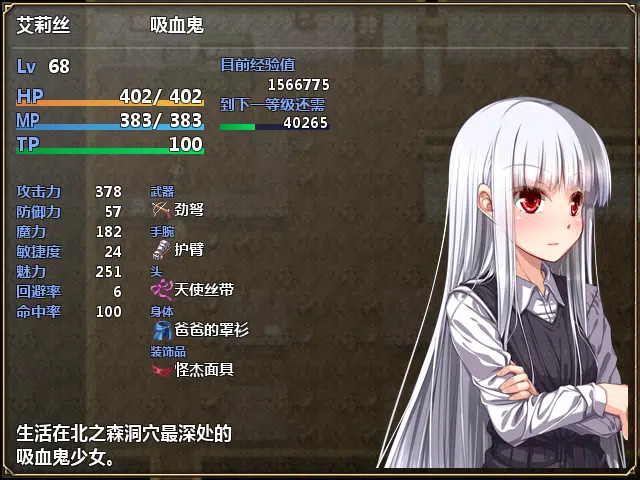 艾莉丝 吸血鬼
Lv 68
HP 402/ 402
MP 383/ 383
TP 100
目前经验值
1566775
到下一等级还需
40265
攻击力 378
防御力 57
魔力 182
敏捷度 24
魅力 251
回避率 6
命中率 100
武器
劲弩
手腕
护臂
头
天使丝带
身体
爸爸的罩衫
装饰品
怪杰面具
生活在北之森洞穴最深处的
吸血鬼少女。